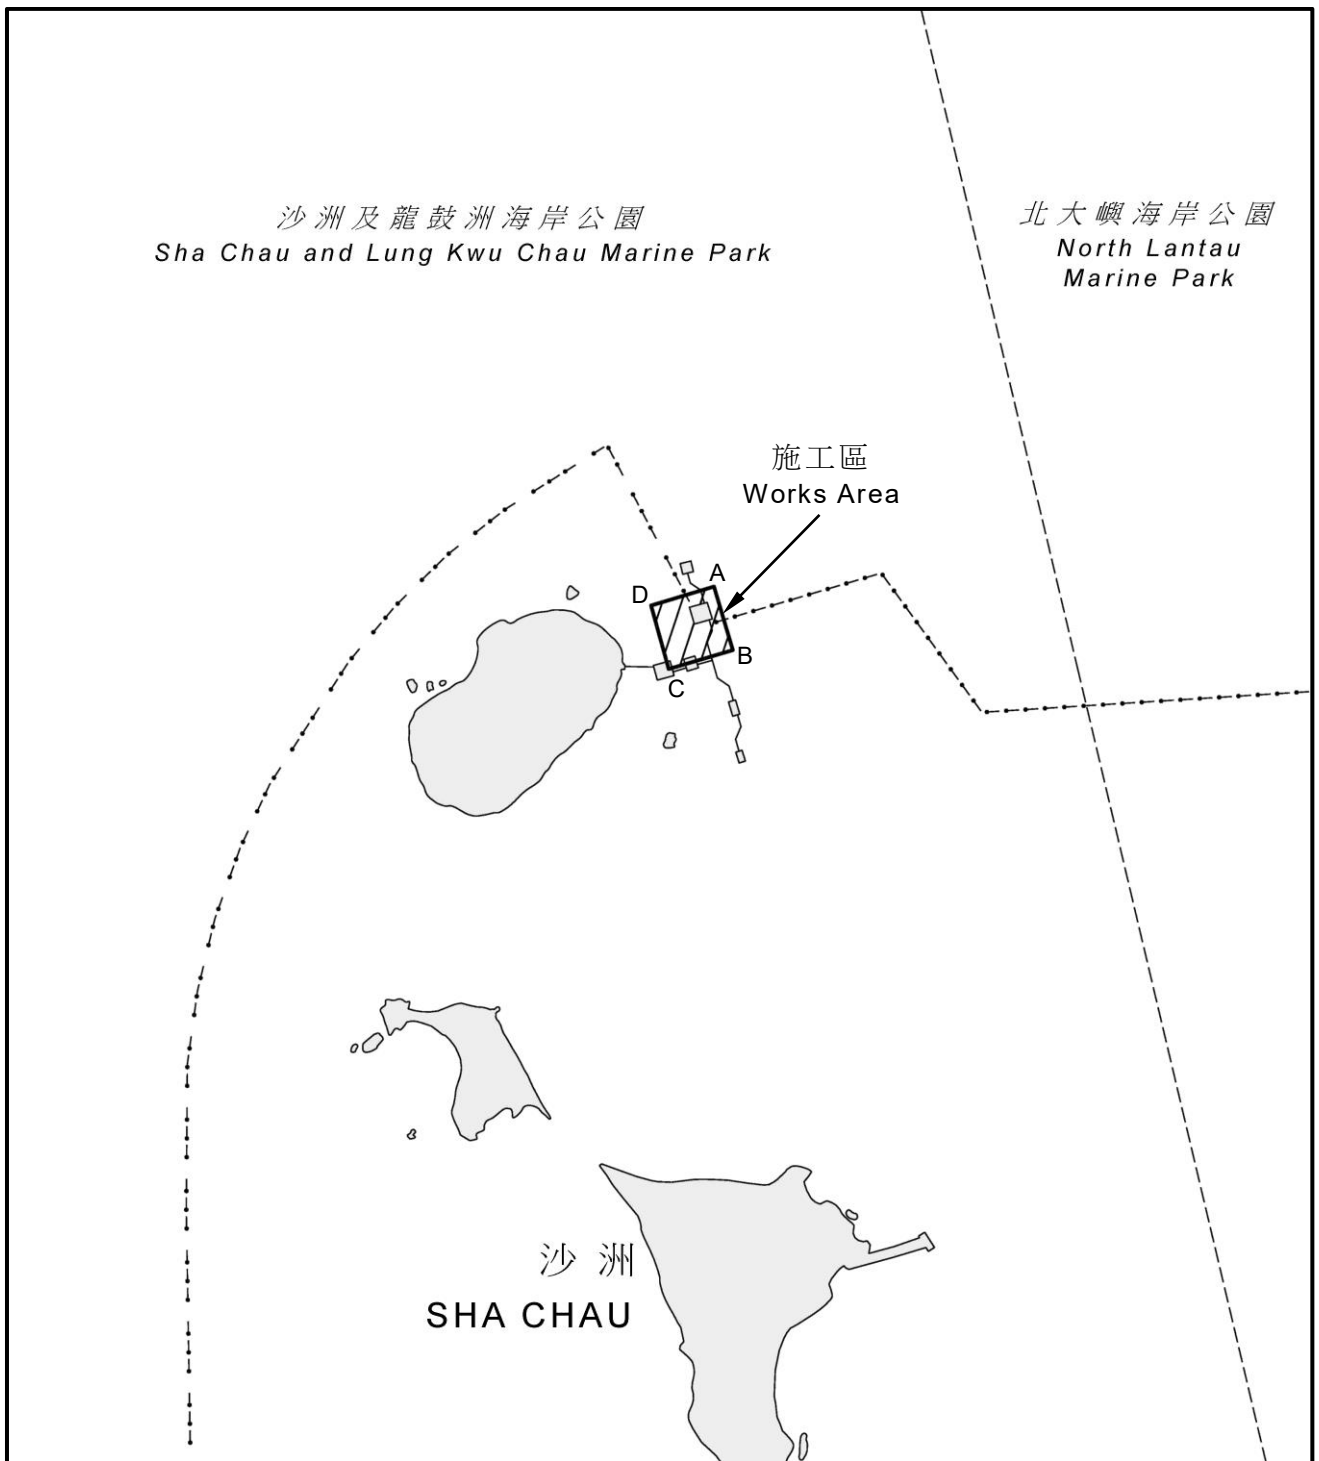 沙洲及龍鼓洲海岸公園
Sha Chau and Lung Kwu Chau Marine Park
北大嶼海岸公園
North Lantau
Marine Park
施工區
Works Area
A
D
B
C
沙洲
SHA CHAU